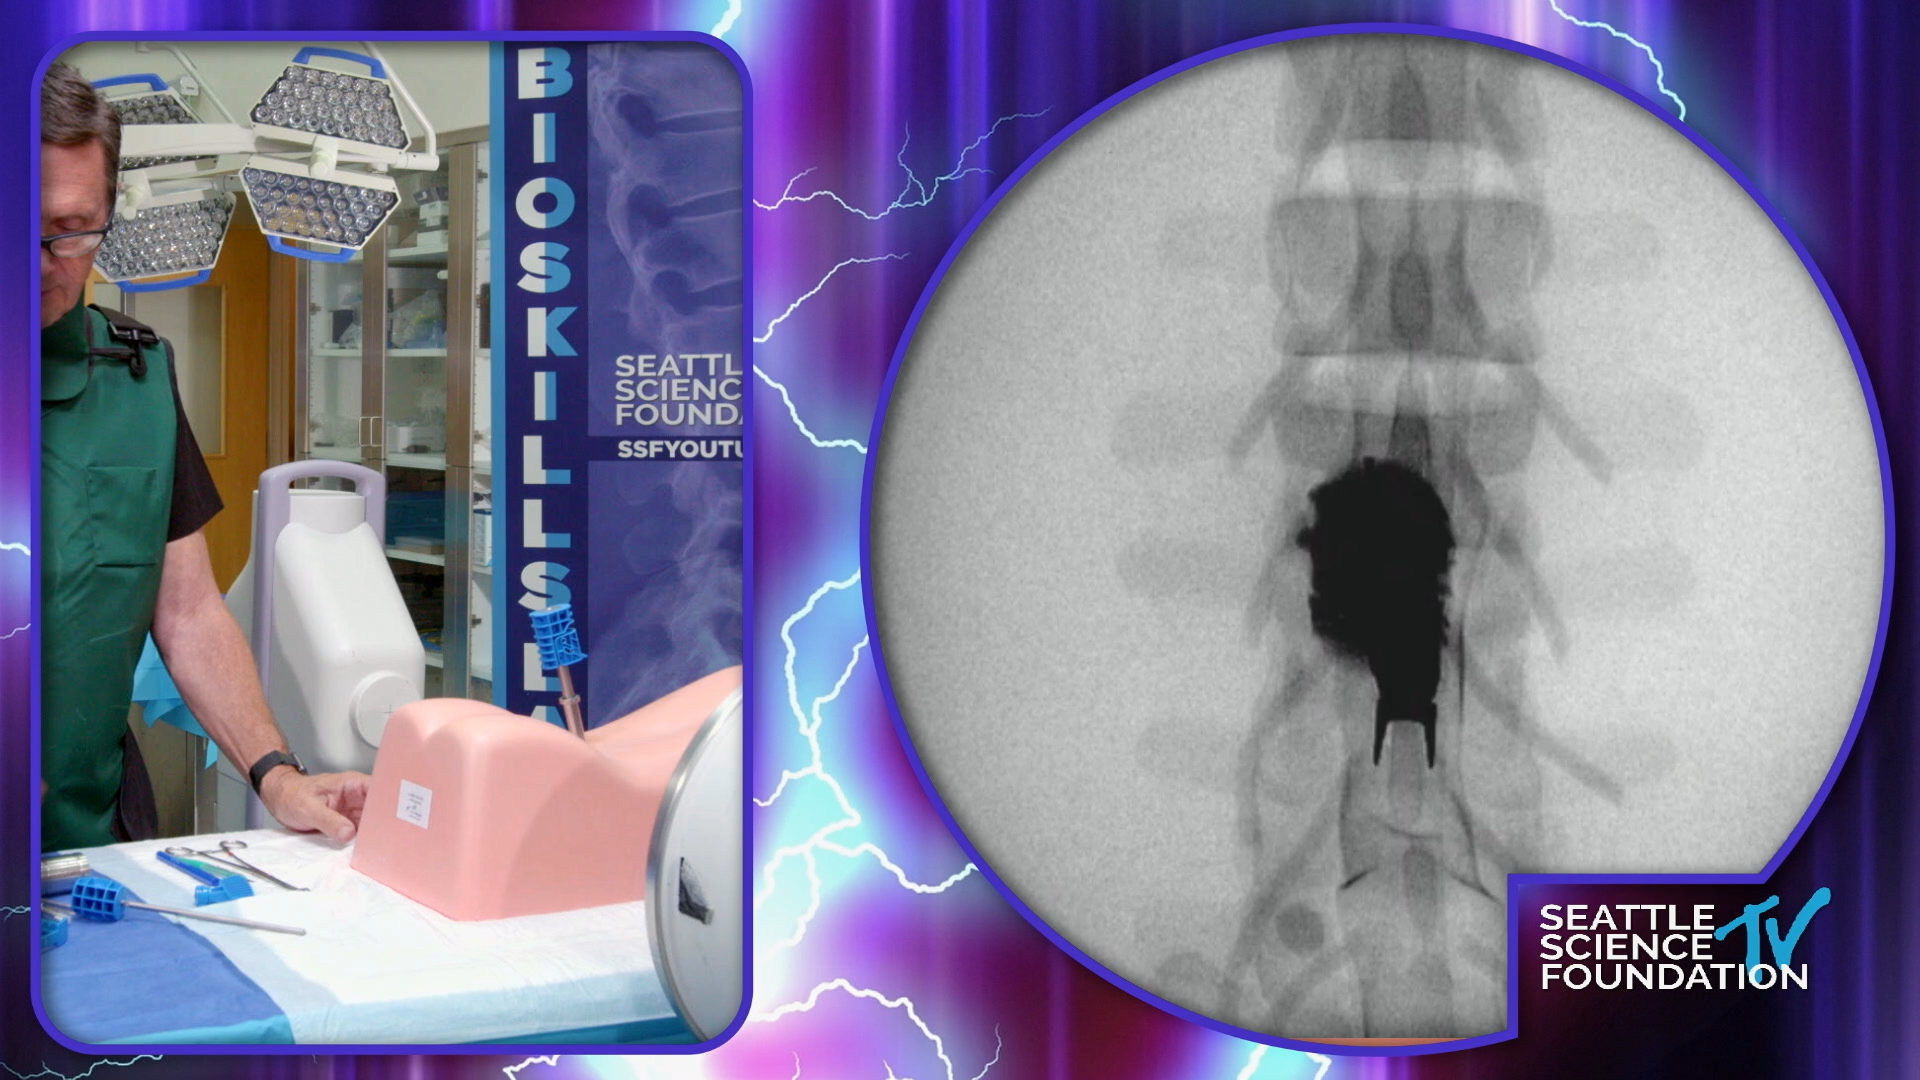 BIOSKILLS
SEATTL
SCIENC
FOUND
SSFYOUTU
SEATTLE
SCIENCE TV
FOUNDATION